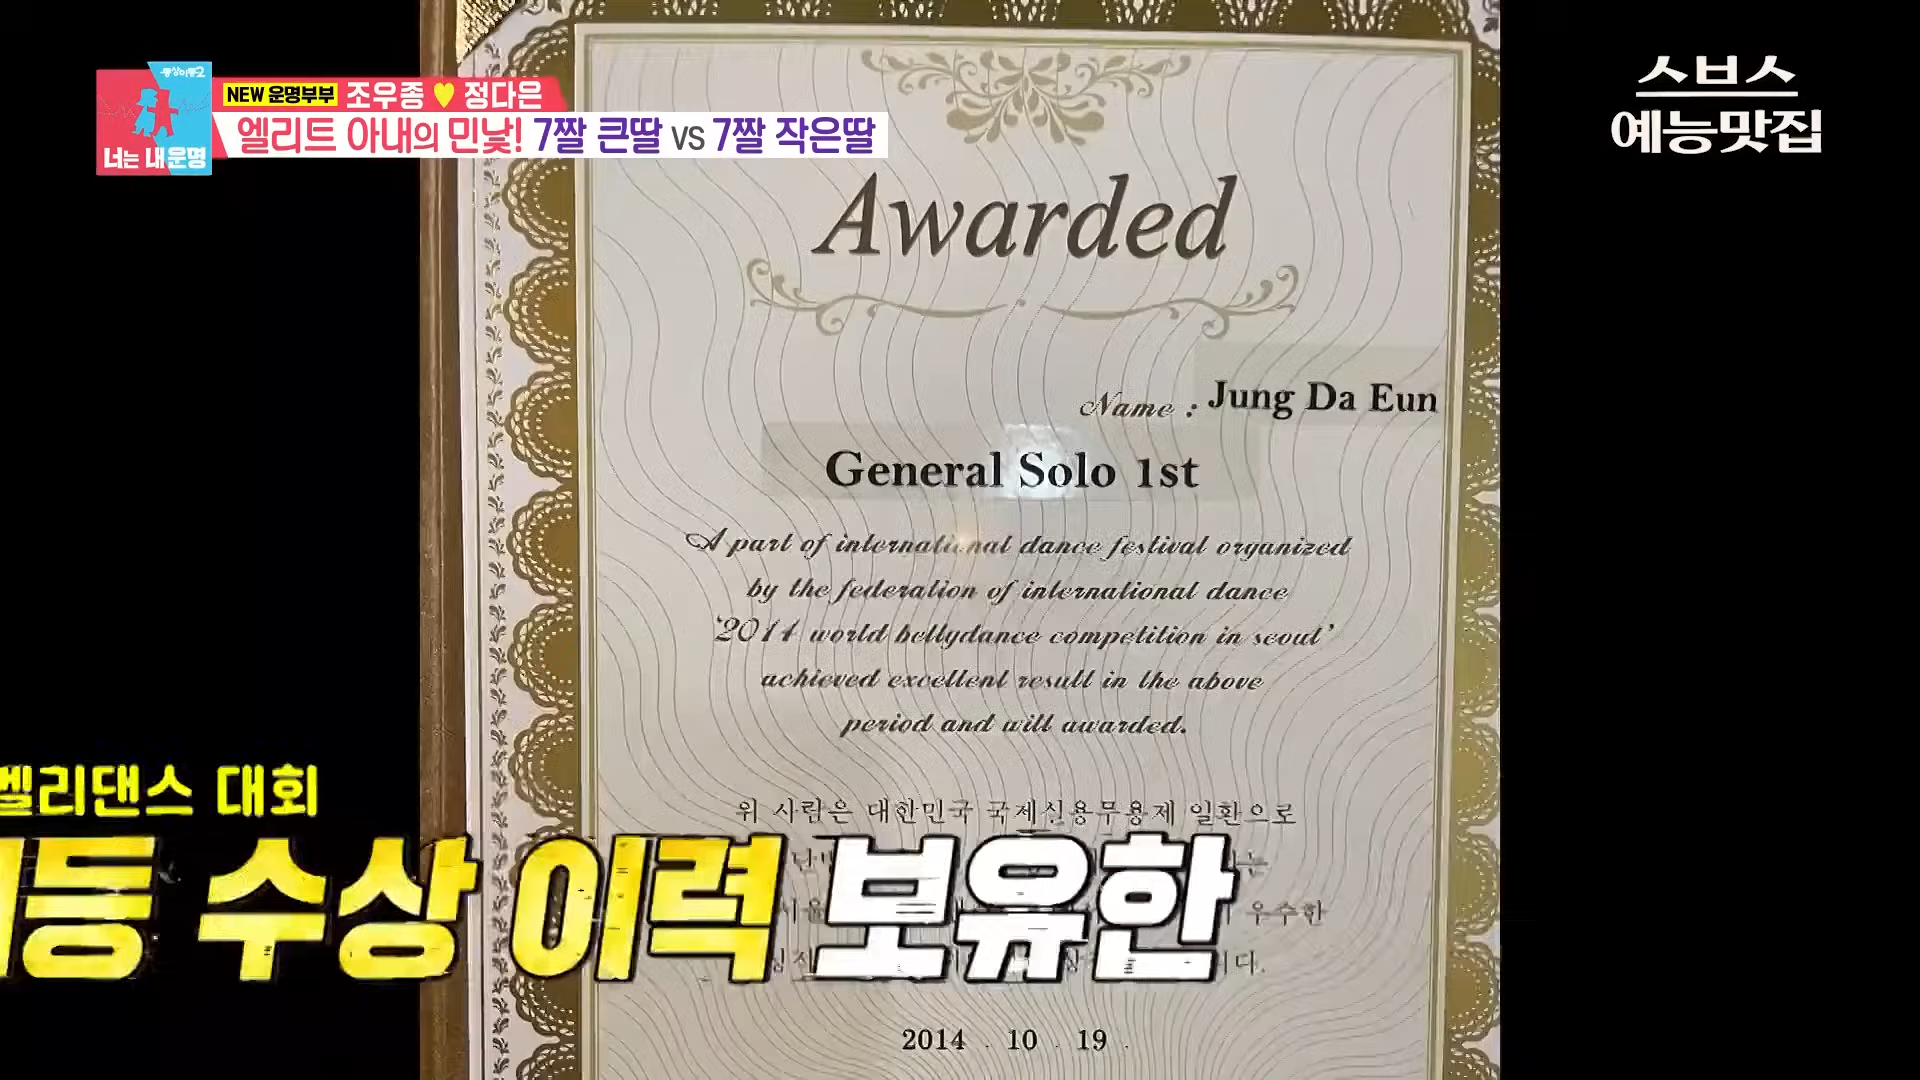 동상이몽2
너는 내운명
NEW 운명부부 조우종 ♥ 정다은
엘리트 아내의 민낯! 7짤 큰딸 VS 7짤 작은딸
스브스
예능맛집
Awarded
Name : Jung Da Eun
General Solo 1st
A part of international dance festival organized
by the federation of international dance
'2014 world bellydance competition in seoul'
achieved excellent result in the above
period and will awarded.
위 사람은 대한민국 국제실용무용제 일환으로
우수한
벨리댄스 대회
등 수상 이력 보유한
2014 . 10 . 19 .